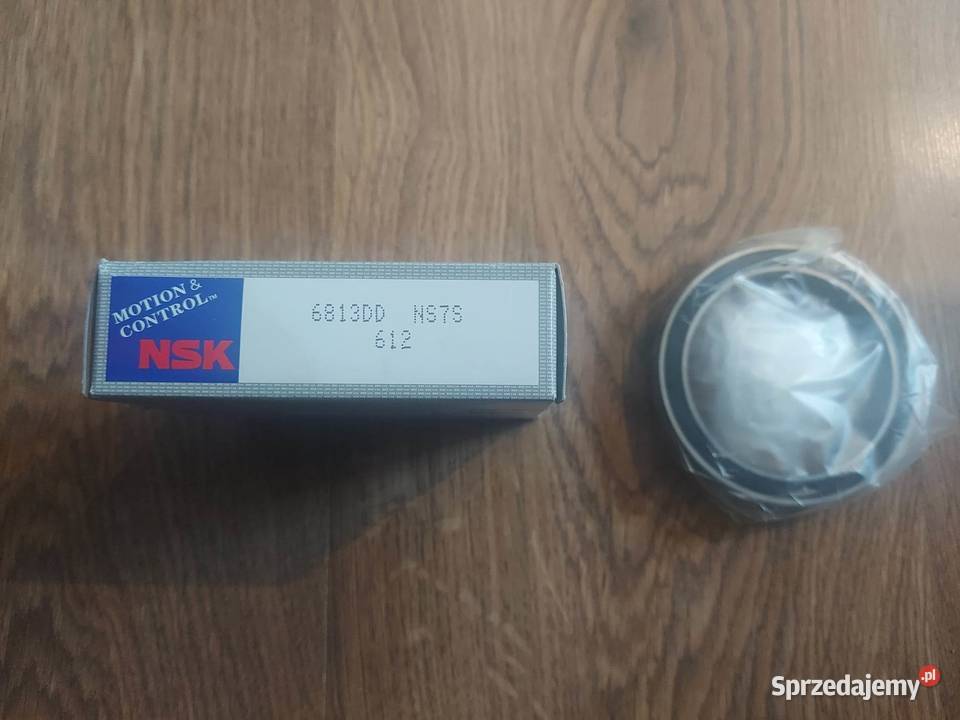 MOTION &
CONTROL™
NSK
6813DD NS7S
612
Sprzedajemy.pl